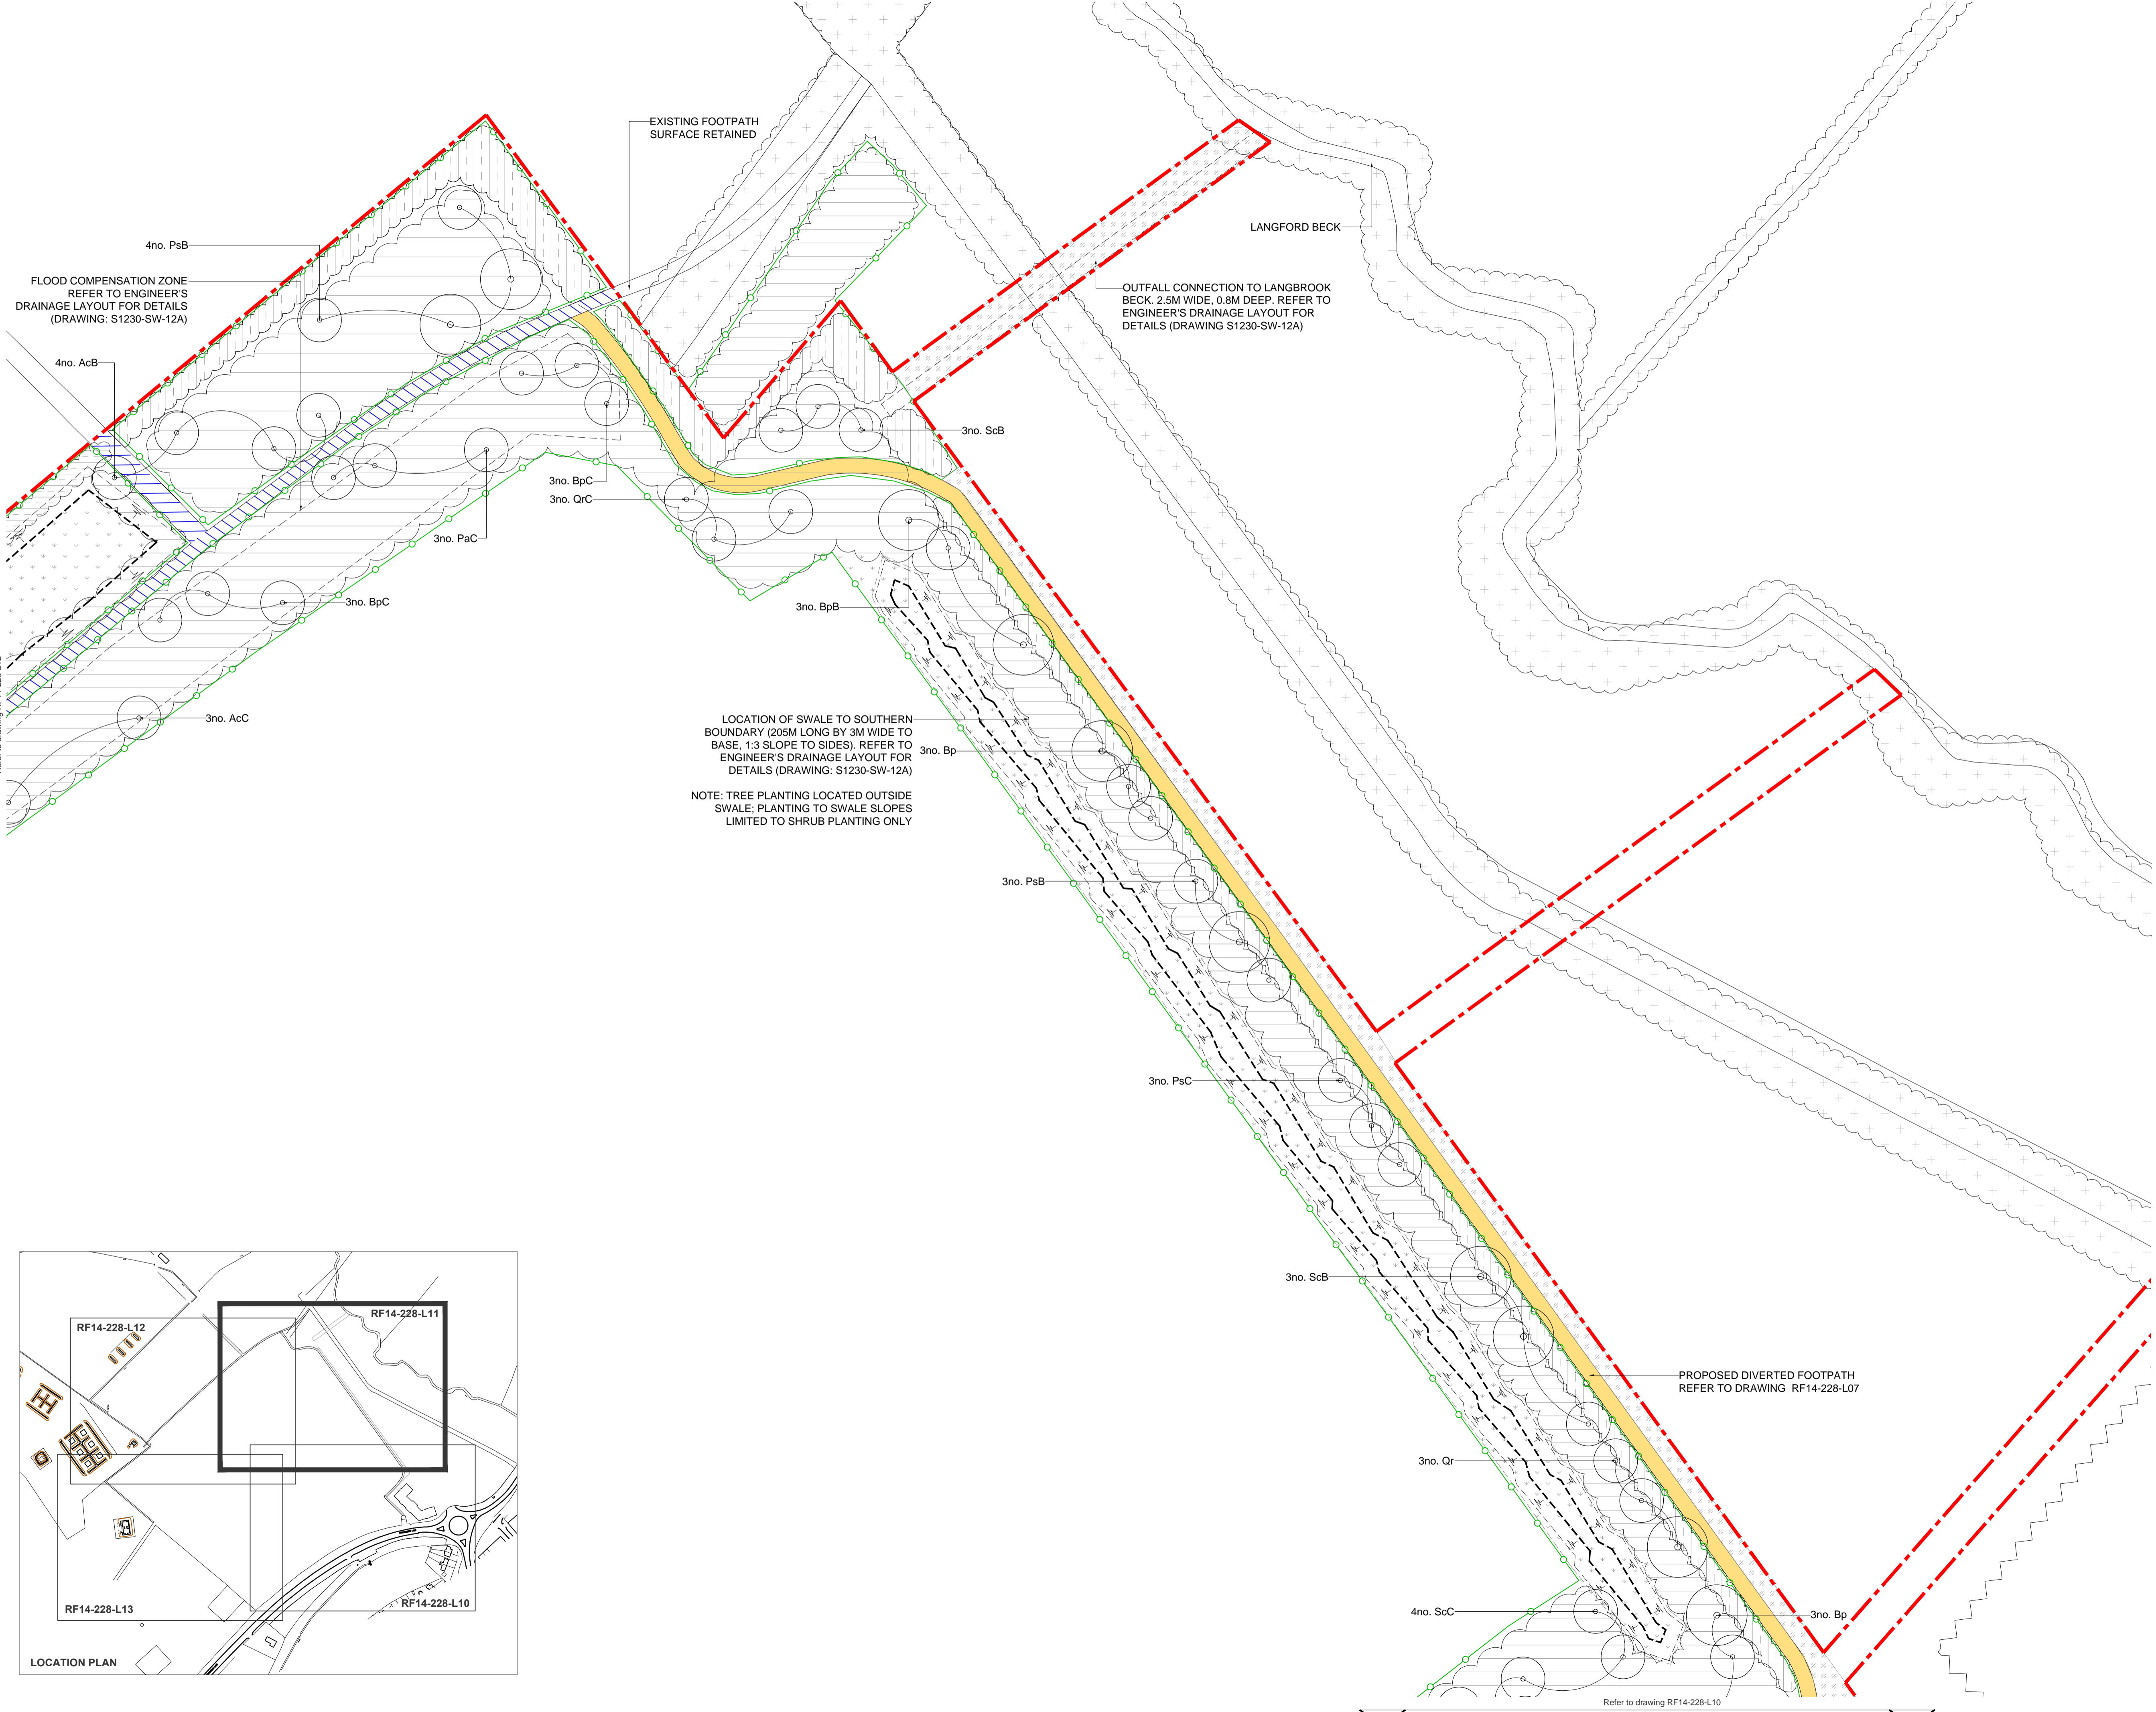 EXISTING FOOTPATH
SURFACE RETAINED
4no. PsB
LANGFORD BECK
FLOOD COMPENSATION ZONE
REFER TO ENGINEER'S
DRAINAGE LAYOUT FOR DETAILS
(DRAWING: S1230-SW-12A)
OUTFALL CONNECTION TO LANGBROOK
BECK. 2.5M WIDE, 0.8M DEEP. REFER TO
ENGINEER'S DRAINAGE LAYOUT FOR
DETAILS (DRAWING S1230-SW-12A)
4no. AcB
3no. ScB
3no. BpC
3no. QrC
3no. PaC
3no. BpC
3no. BpB
3no. AcC
LOCATION OF SWALE TO SOUTHERN
BOUNDARY (205M LONG BY 3M WIDE TO
BASE, 1:3 SLOPE TO SIDES). REFER TO
ENGINEER'S DRAINAGE LAYOUT FOR
DETAILS (DRAWING: S1230-SW-12A)
3no. Bp
NOTE: TREE PLANTING LOCATED OUTSIDE
SWALE; PLANTING TO SWALE SLOPES
LIMITED TO SHRUB PLANTING ONLY
3no. PsB
3no. PsC
3no. ScB
PROPOSED DIVERTED FOOTPATH
REFER TO DRAWING RF14-228-L07
3no. Qr
4no. ScC
3no. Bp
RF14-228-L11
RF14-228-L12
RF14-228-L13
RF14-228-L10
LOCATION PLAN
Refer to drawing RF14-228-L10